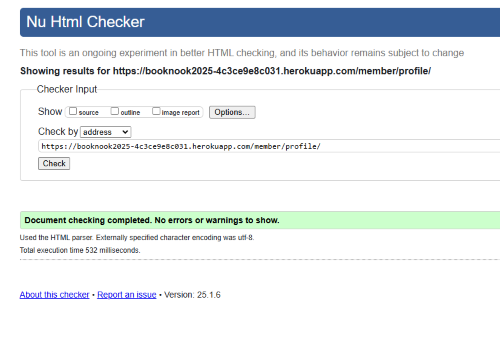 Nu Html Checker
This tool is an ongoing experiment in better HTML checking, and its behavior remains subject to change
Showing results for https://booknook2025-4c3ce9e8c031.herokuapp.com/member/profile/
Checker Input
Show source outline image report Options...
Check by address
https://booknook2025-4c3ce9e8c031.herokuapp.com/member/profile/
Check
Document checking completed. No errors or warnings to show.
Used the HTML parser. Externally specified character encoding was utf-8.
Total execution time 532 milliseconds.
About this checker • Report an issue • Version: 25.1.6